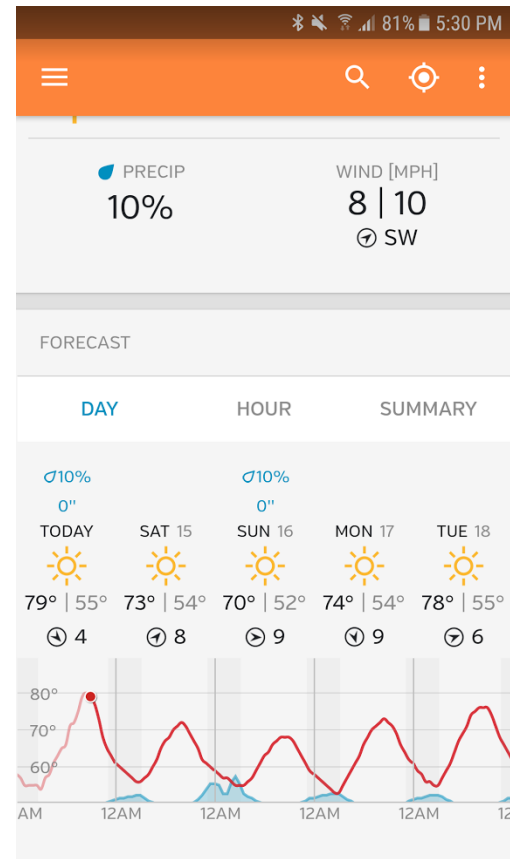 81% 5:30 PM
PRECIP WIND [MPH]
10% 8 | 10
SW
FORECAST
DAY HOUR SUMMARY
10% 10%
0" 0"
TODAY SAT 15 SUN 16 MON 17 TUE 18
79° | 55° 73° | 54° 70° | 52° 74° | 54° 78° | 55°
4 8 9 9 6
80°
70°
60°
AM 12AM 12AM 12AM 12AM 12